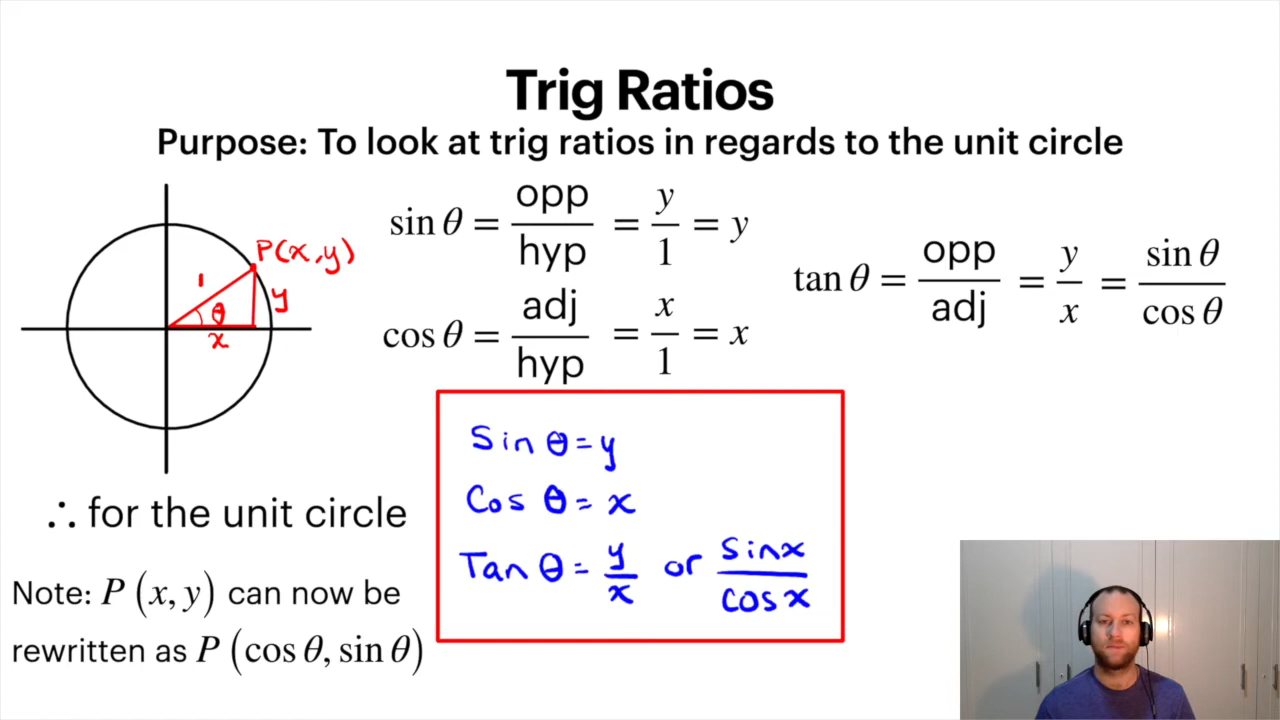 Trig Ratios
Purpose: To look at trig ratios in regards to the unit circle
P(x,y)
1
θ
y
x
sin θ = opp/hyp = y/1 = y
cos θ = adj/hyp = x/1 = x
tan θ = opp/adj = y/x = sin θ/cos θ
∴ for the unit circle
Note: P (x, y) can now be
rewritten as P (cos θ, sin θ)
Sin θ = y
Cos θ = x
Tan θ = y/x or sinx/cosx